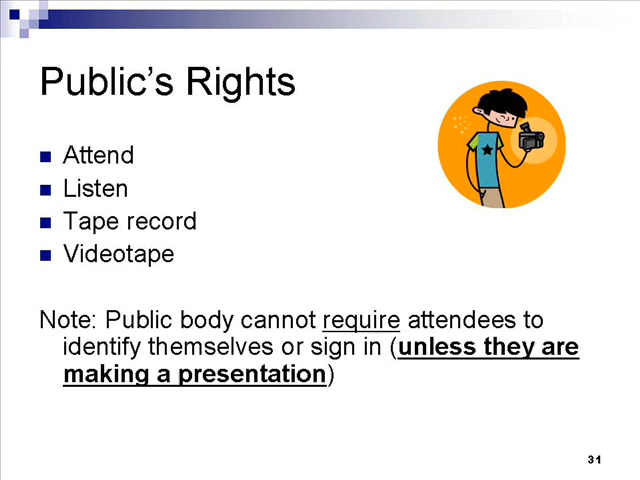 Public's Rights
Attend
Listen
Tape record
Videotape
Note: Public body cannot require attendees to
identify themselves or sign in (unless they are
making a presentation)
31